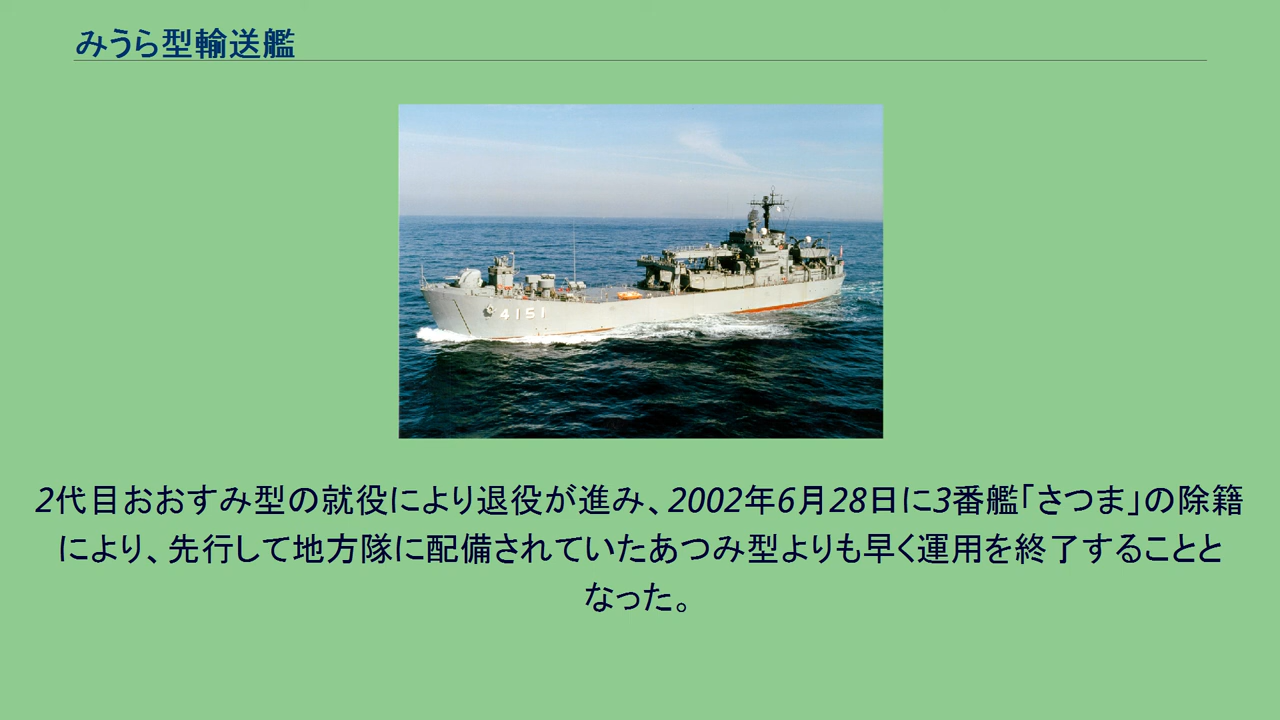 みうら型輸送艦
4151
2代目おおすみ型の就役により退役が進み、2002年6月28日に3番艦「さつま」の除籍
により、先行して地方隊に配備されていたあつみ型よりも早く運用を終了することと
なった。